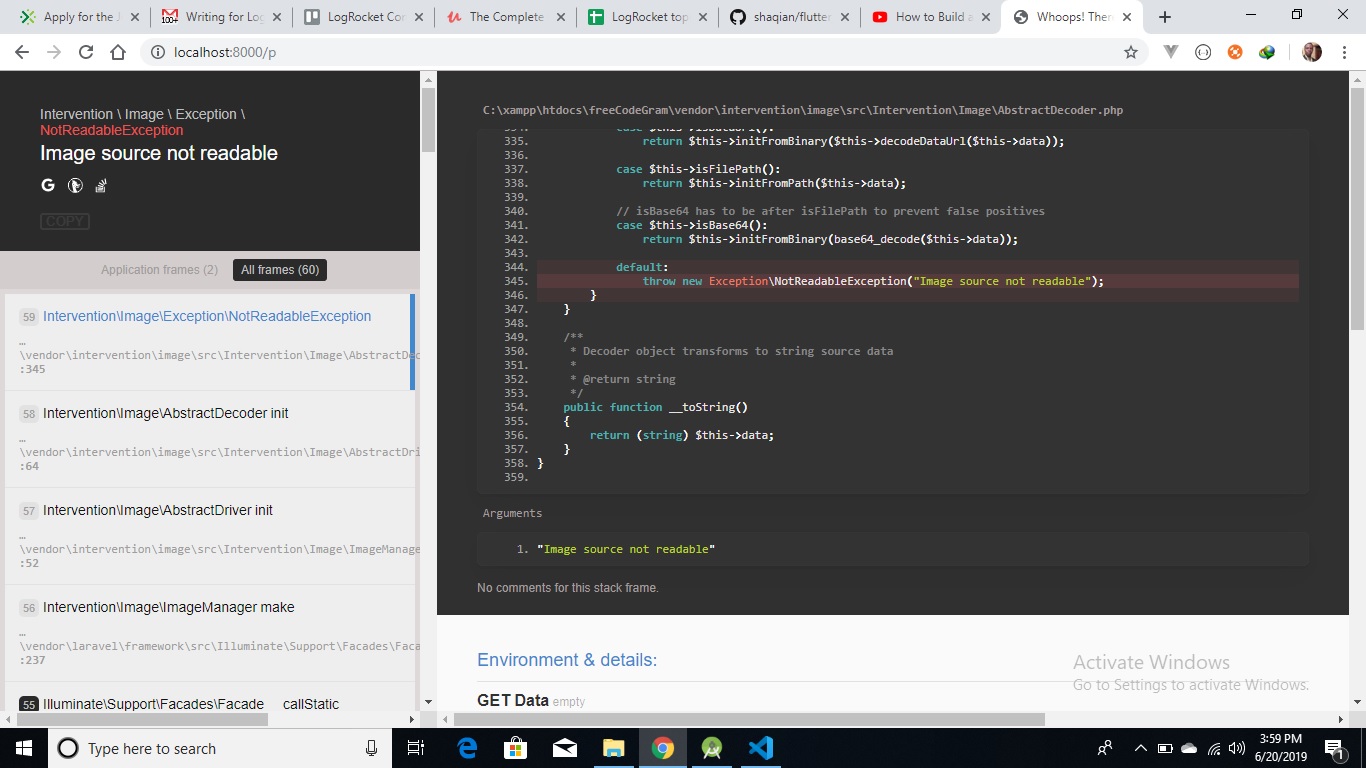 Apply for the J
Writing for Log
LogRocket Con
The Complete
LogRocket top
shaqian/flutter
How to Build a
Whoops! Ther
localhost:8000/p
Intervention \ Image \ Exception \
NotReadableException
Image source not readable
COPY
Application frames (2)
All frames (60)
59 Intervention\Image\Exception\NotReadableException
…
\vendor\intervention\image\src\Intervention\Image\AbstractDec
:345
58 Intervention\Image\AbstractDecoder init
…
\vendor\intervention\image\src\Intervention\Image\AbstractDri
:64
57 Intervention\Image\AbstractDriver init
…
\vendor\intervention\image\src\Intervention\Image\ImageManage
:52
56 Intervention\Image\ImageManager make
…
\vendor\laravel\framework\src\Illuminate\Support\Facades\Faca
:237
55 Illuminate\Support\Facades\Facade __callStatic
C:\xampp\htdocs\freeCodeGram\vendor\intervention\image\src\Intervention\Image\AbstractDecoder.php
334. case $this->isDataUrl():
335. return $this->initFromBinary($this->decodeDataUrl($this->data));
336.
337. case $this->isFilePath():
338. return $this->initFromPath($this->data);
339.
340. // isBase64 has to be after isFilePath to prevent false positives
341. case $this->isBase64():
342. return $this->initFromBinary(base64_decode($this->data));
343.
344. default:
345. throw new Exception\NotReadableException("Image source not readable");
346. }
347. }
348.
349. /**
350. * Decoder object transforms to string source data
351. *
352. * @return string
353. */
354. public function __toString()
355. {
356. return (string) $this->data;
357. }
358. }
359.
Arguments
1. "Image source not readable"
No comments for this stack frame.
Environment & details:
GET Data empty
Activate Windows
Go to Settings to activate Windows.
Type here to search
3:59 PM
6/20/2019
1